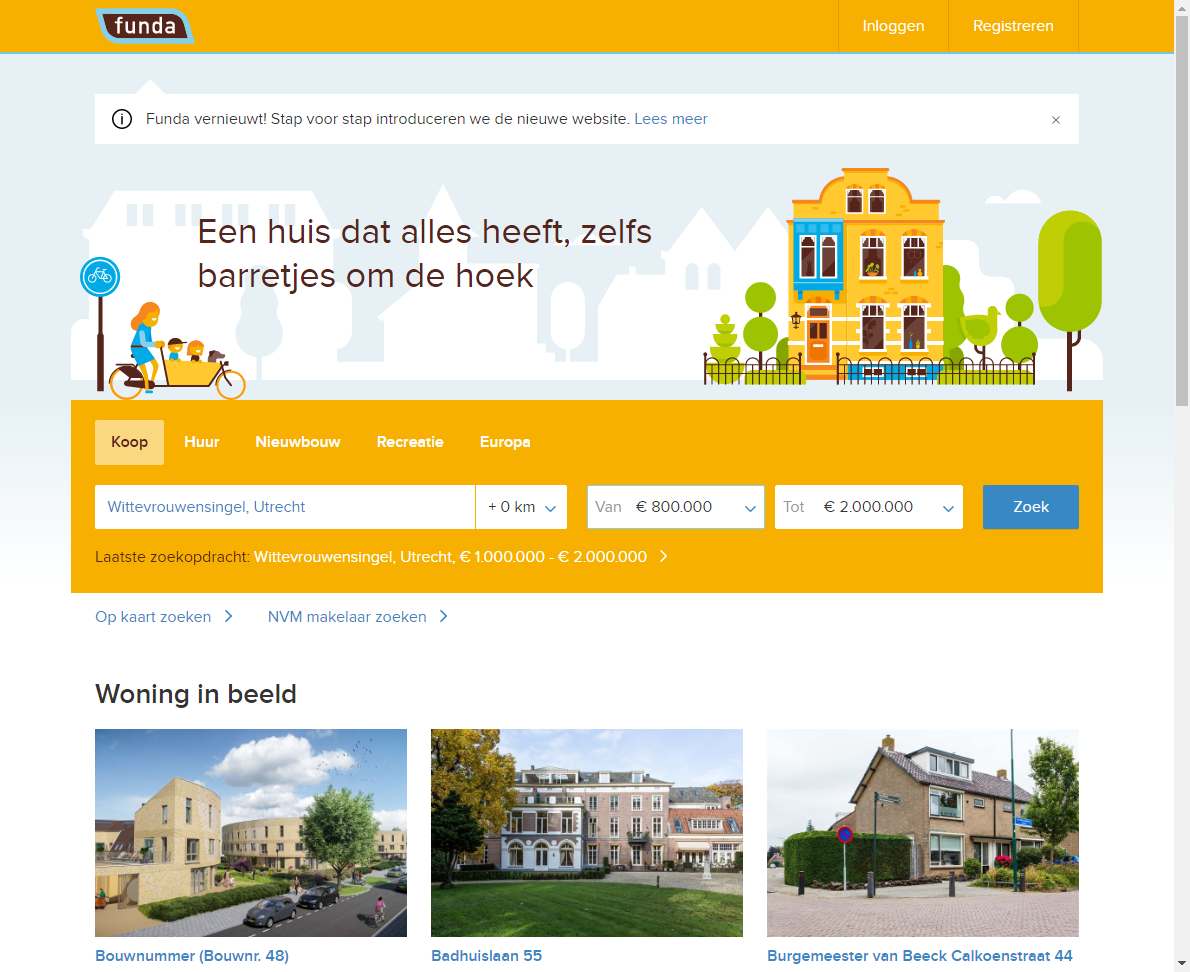 funda
Inloggen
Registreren
Funda vernieuwt! Stap voor stap introduceren we de nieuwe website. Lees meer
Een huis dat alles heeft, zelfs
barretjes om de hoek
Koop Huur Nieuwbouw Recreatie Europa
Wittevrouwensingel, Utrecht + 0 km Van € 800.000 Tot € 2.000.000 Zoek
Laatste zoekopdracht: Wittevrouwensingel, Utrecht, € 1.000.000 - € 2.000.000
Op kaart zoeken NVM makelaar zoeken
Woning in beeld
Bouwnummer (Bouwnr. 48) Badhuislaan 55 Burgemeester van Beeck Calkoenstraat 44